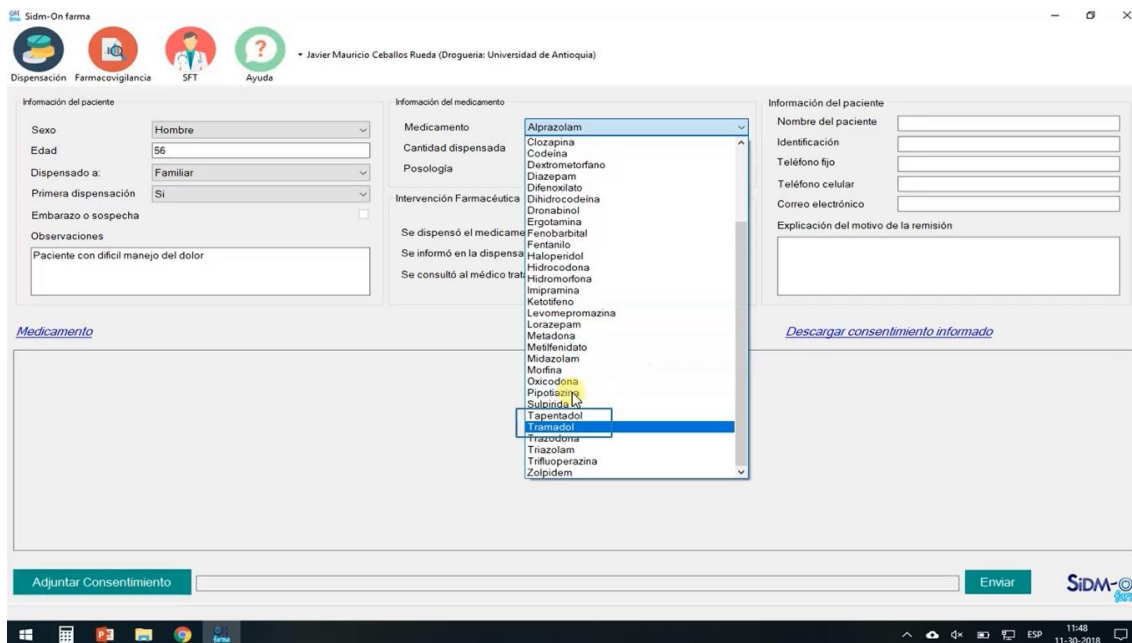 Sidm-On farma
Dispensación
Farmacovigilancia
SFT
Ayuda
Javier Mauricio Ceballos Rueda (Drogueria: Universidad de Antioquia)
Información del paciente
Sexo
Hombre
Edad
56
Dispensado a:
Familiar
Primera dispensación
Si
Embarazo o sospecha
Observaciones
Paciente con dificil manejo del dolor
Información del medicamento
Medicamento
Alprazolam
Cantidad dispensada
Posología
Intervención Farmacéutica
Se dispensó el medicame
Se informó en la dispensa
Se consultó al médico trat
Clozapina
Codeína
Dextrometorfano
Diazepam
Difenoxilato
Dihidrocodeína
Dronabinol
Ergotamina
Fenobarbital
Fentanilo
Haloperidol
Hidrocodona
Hidromorfona
Imipramina
Ketotifeno
Levomepromazina
Lorazepam
Metadona
Metilfenidato
Midazolam
Morfina
Oxicodona
Pipotiazina
Sulpirida
Tapentadol
Tramadol
Trazodona
Triazolam
Trifluoperazina
Zolpidem
Información del paciente
Nombre del paciente
Identificación
Teléfono fijo
Teléfono celular
Correo electrónico
Explicación del motivo de la remisión
Medicamento
Descargar consentimiento informado
Adjuntar Consentimiento
Enviar
SiDM-O
farm
ESP
11:48
11-30-2018